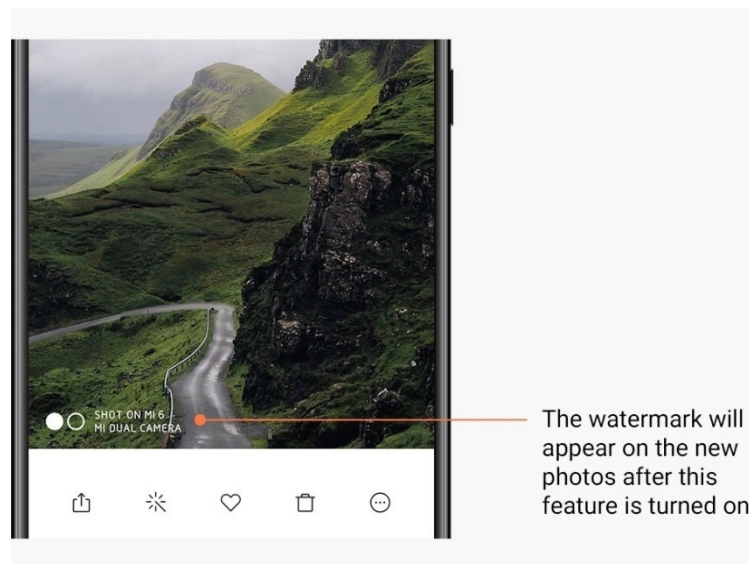 SHOT ON MI 6
MI DUAL CAMERA
The watermark will
appear on the new
photos after this
feature is turned on